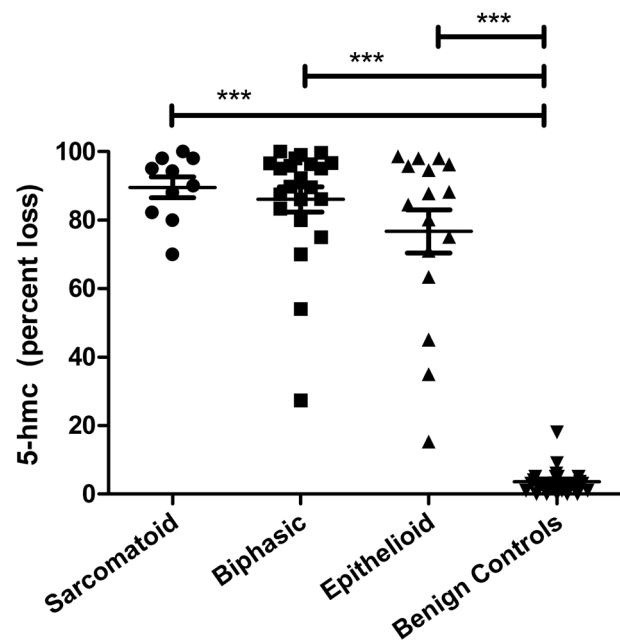 ***
***
***
100
80
60
40
20
0
5-hmc (percent loss)
Sarcomatoid
Biphasic
Epithelioid
Benign Controls